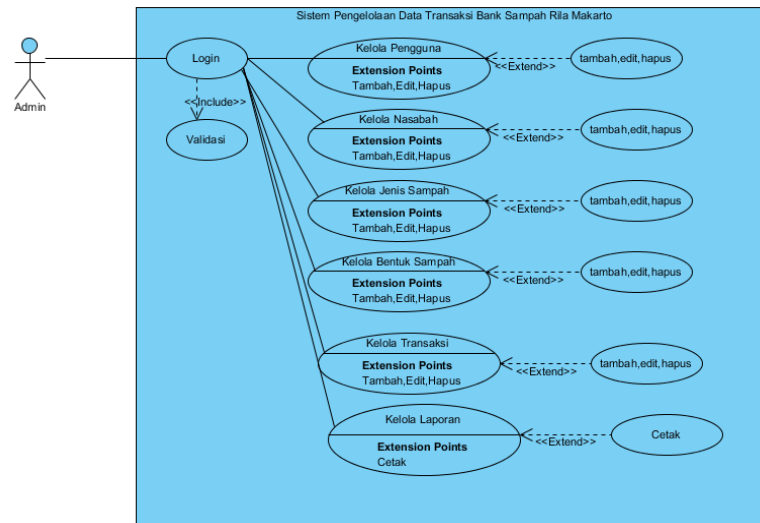 Sistem Pengelolaan Data Transaksi Bank Sampah Rila Makarto
Admin
Login
<<Include>>
Validasi
Kelola Pengguna
Extension Points
Tambah,Edit,Hapus
<<Extend>>
tambah,edit,hapus
Kelola Nasabah
Extension Points
Tambah,Edit,Hapus
<<Extend>>
tambah,edit,hapus
Kelola Jenis Sampah
Extension Points
Tambah,Edit,Hapus
<<Extend>>
tambah,edit,hapus
Kelola Bentuk Sampah
Extension Points
Tambah,Edit,Hapus
<<Extend>>
tambah,edit,hapus
Kelola Transaksi
Extension Points
Tambah,Edit,Hapus
<<Extend>>
tambah,edit,hapus
Kelola Laporan
Extension Points
Cetak
<<Extend>>
Cetak